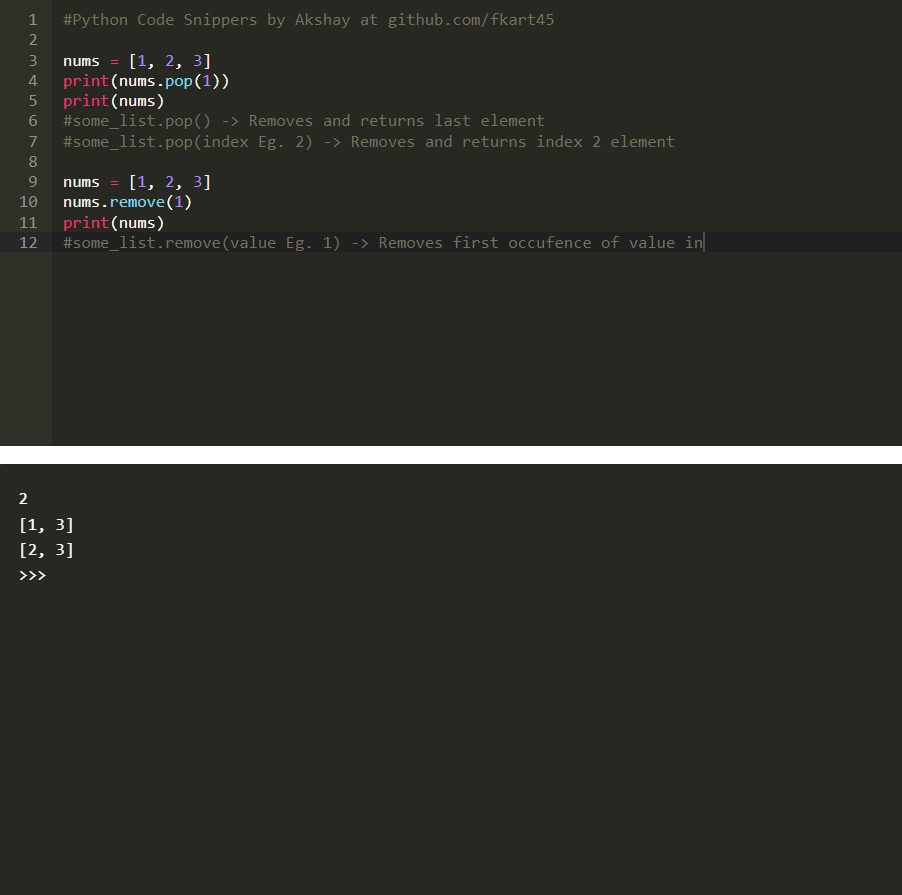 1 #Python Code Snippers by Akshay at github.com/fkart45
2
3 nums = [1, 2, 3]
4 print(nums.pop(1))
5 print(nums)
6 #some_list.pop() -> Removes and returns last element
7 #some_list.pop(index Eg. 2) -> Removes and returns index 2 element
8
9 nums = [1, 2, 3]
10 nums.remove(1)
11 print(nums)
12 #some_list.remove(value Eg. 1) -> Removes first occufence of value in
2
[1, 3]
[2, 3]
>>>